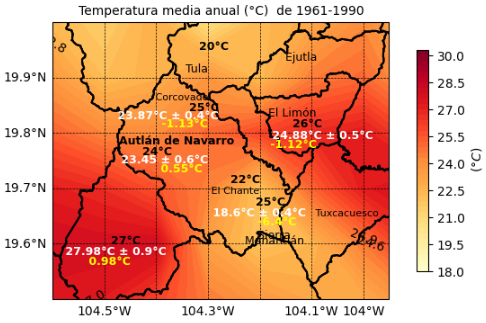 Temperatura media anual (°C)  de 1961-1990
20°C
Ejutla
Tula
19.9°N
Corcovado
25°C
23.87°C ± 0.4°C
-1.13°C
El Limón
26°C
19.8°N
24.88°C ± 0.5°C
-1.12°C
Autlán de Navarro
24°C
23.45 ± 0.6°C
0.55°C
22°C
19.7°N
El Chante
25°C
18.6°C ± 0.4°C
-6.4°C
Tuxcacuesco
27°C
27.98°C ± 0.9°C
0.98°C
19.6°N
104.5°W
104.3°W
104.1°W
104°W
30.0
28.5
27.0
25.5
24.0
22.5
21.0
19.5
18.0
(°C)